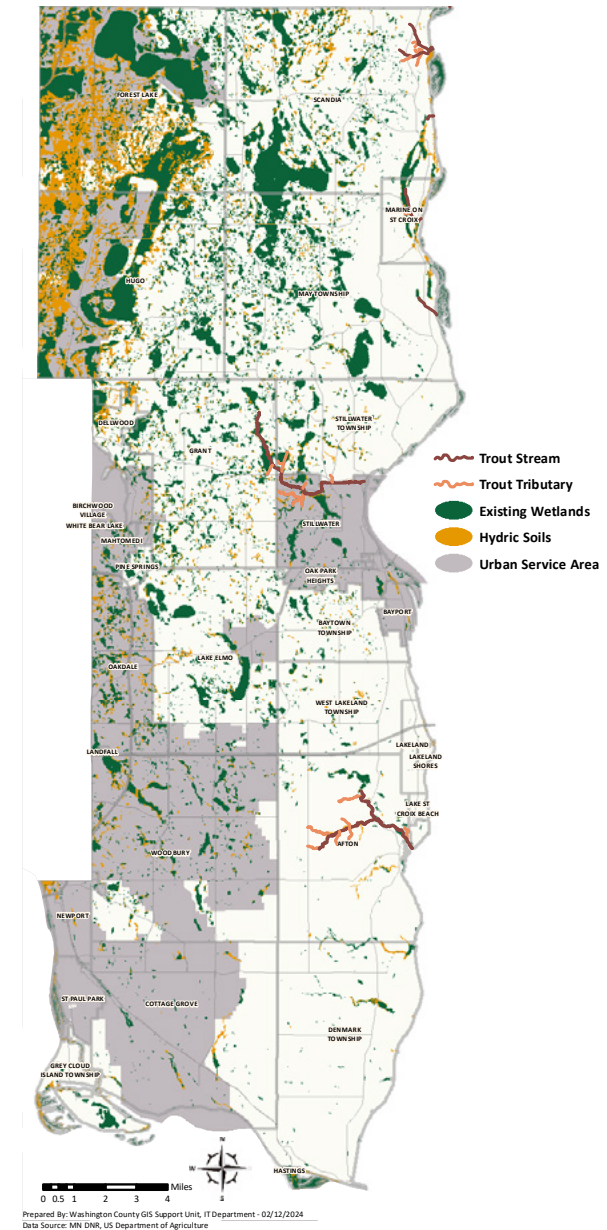 FOREST LAKE
SCANDIA
MARINE ON
ST CROIX
HUGO
MAY TOWNSHIP
DELLWOOD
STILLWATER
TOWNSHIP
GRANT
Trout Stream
Trout Tributary
Existing Wetlands
Hydric Soils
Urban Service Area
BIRCHWOOD
VILLAGE
WHITE BEAR LAKE
STILLWATER
MAHTOMEDI
PINE SPRINGS
OAK PARK
HEIGHTS
BAYPORT
BAYTOWN
TOWNSHIP
LAKE ELMO
OAKDALE
WEST LAKELAND
TOWNSHIP
LAKELAND
LAKELAND
SHORES
LANDFALL
LAKE ST
CROIX BEACH
AFTON
WOODBURY
NEWPORT
ST PAUL PARK
COTTAGE GROVE
DENMARK
TOWNSHIP
GREY CLOUD
ISLAND TOWNSHIP
HASTINGS
N
W E
S
Miles
0 0.5 1 2 3 4
Prepared By: Washington County GIS Support Unit, IT Department - 02/12/2024
Data Source: MN DNR, US Department of Agriculture